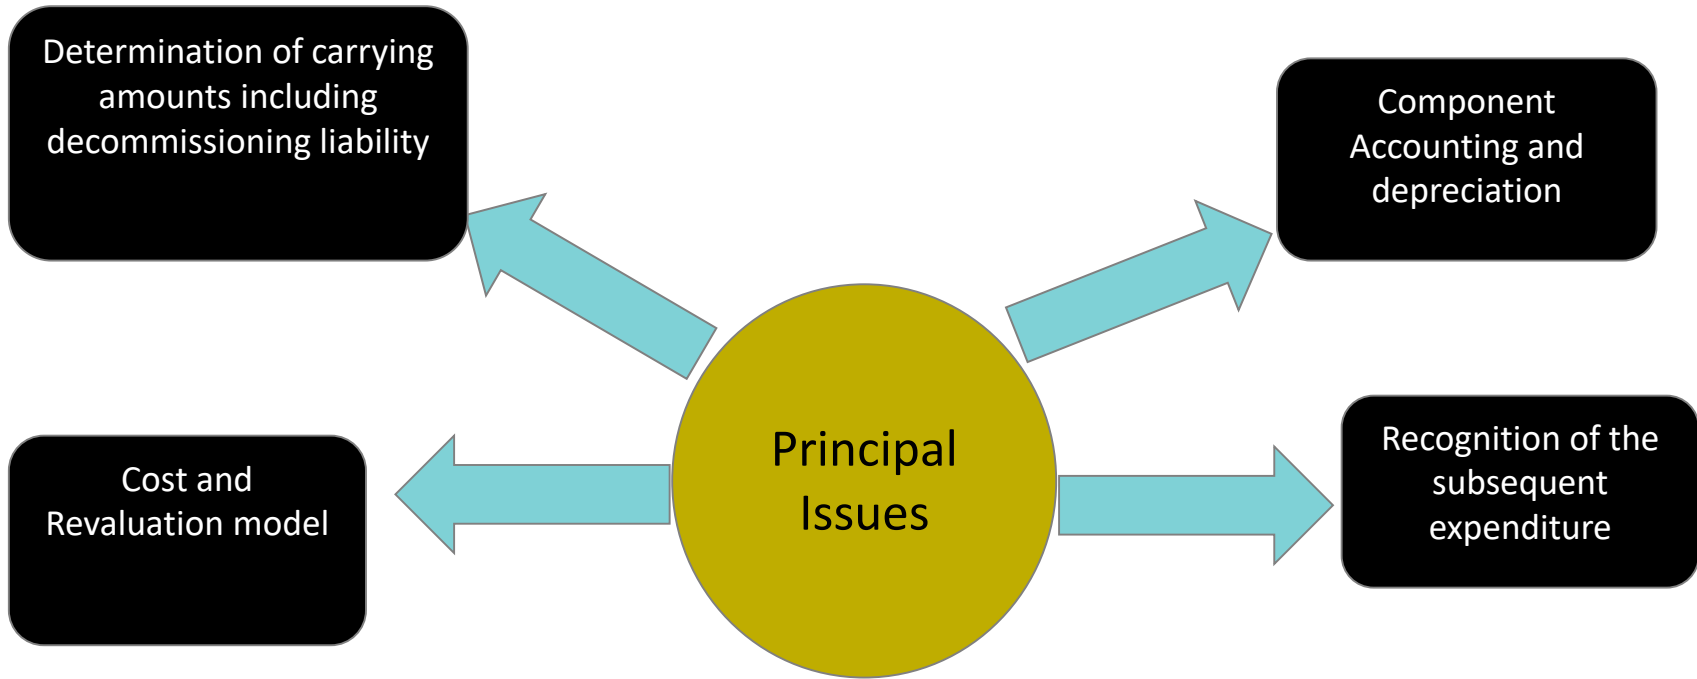 Determination of carrying
amounts including
decommissioning liability
Component
Accounting and
depreciation
Cost and
Revaluation model
Principal
Issues
Recognition of the
subsequent
expenditure